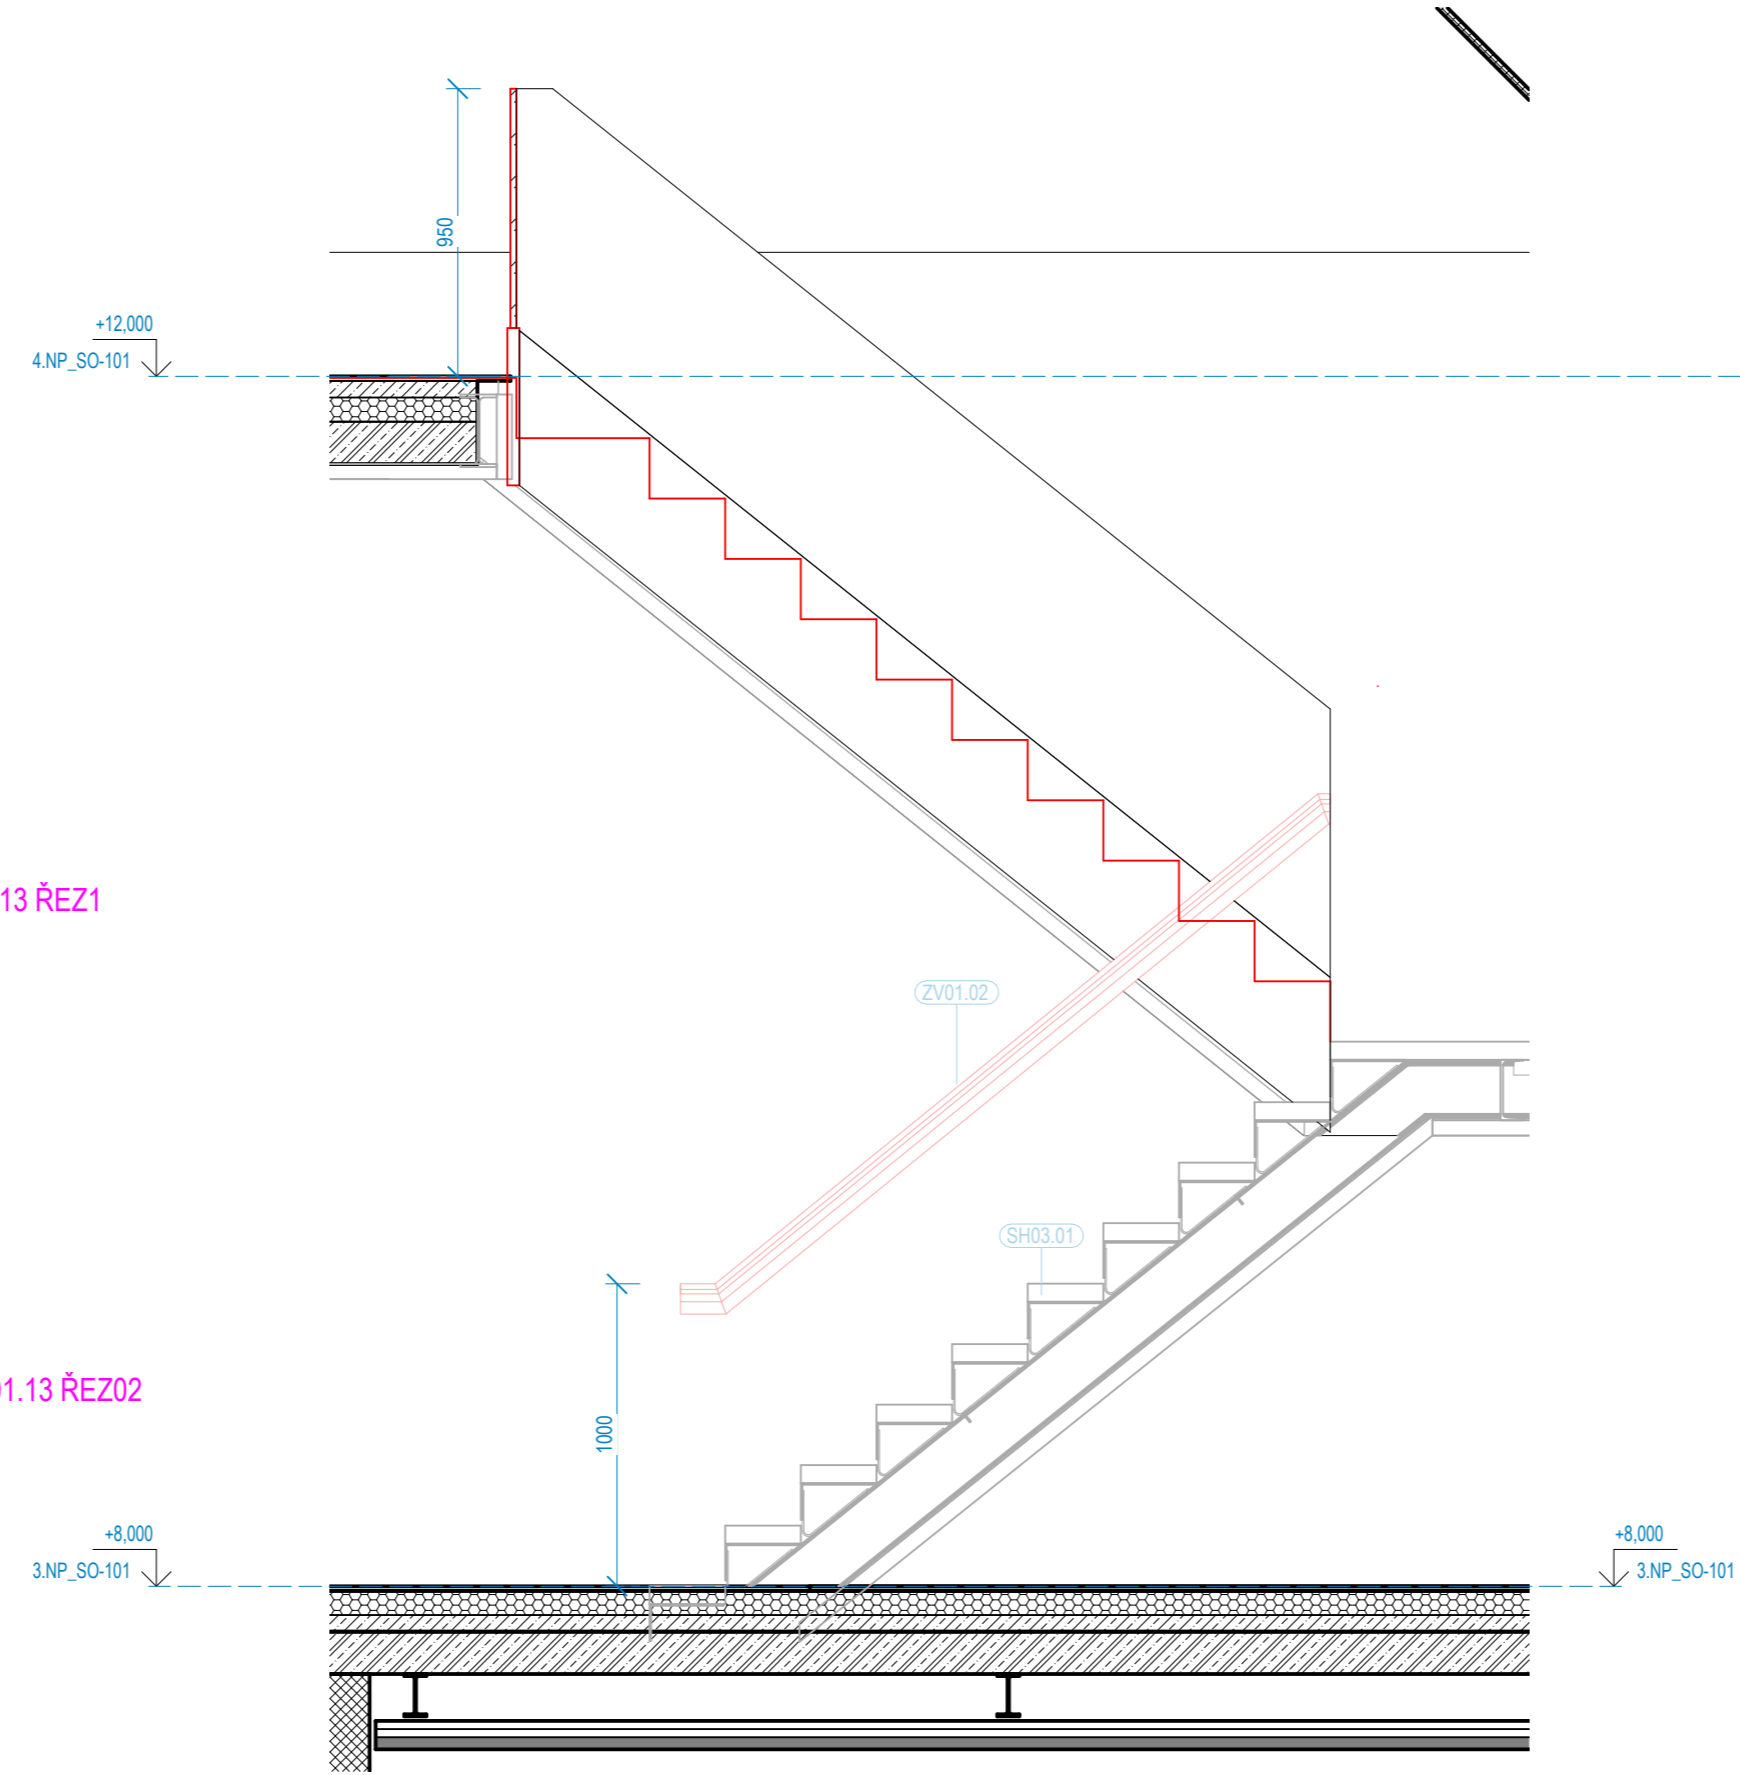 950
+12,000
4.NP_SO-101
13 ŘEZ1
ZV01.02
SH03.01
1.13 ŘEZ02
1000
+8,000
3.NP_SO-101
+8,000
3.NP_SO-101